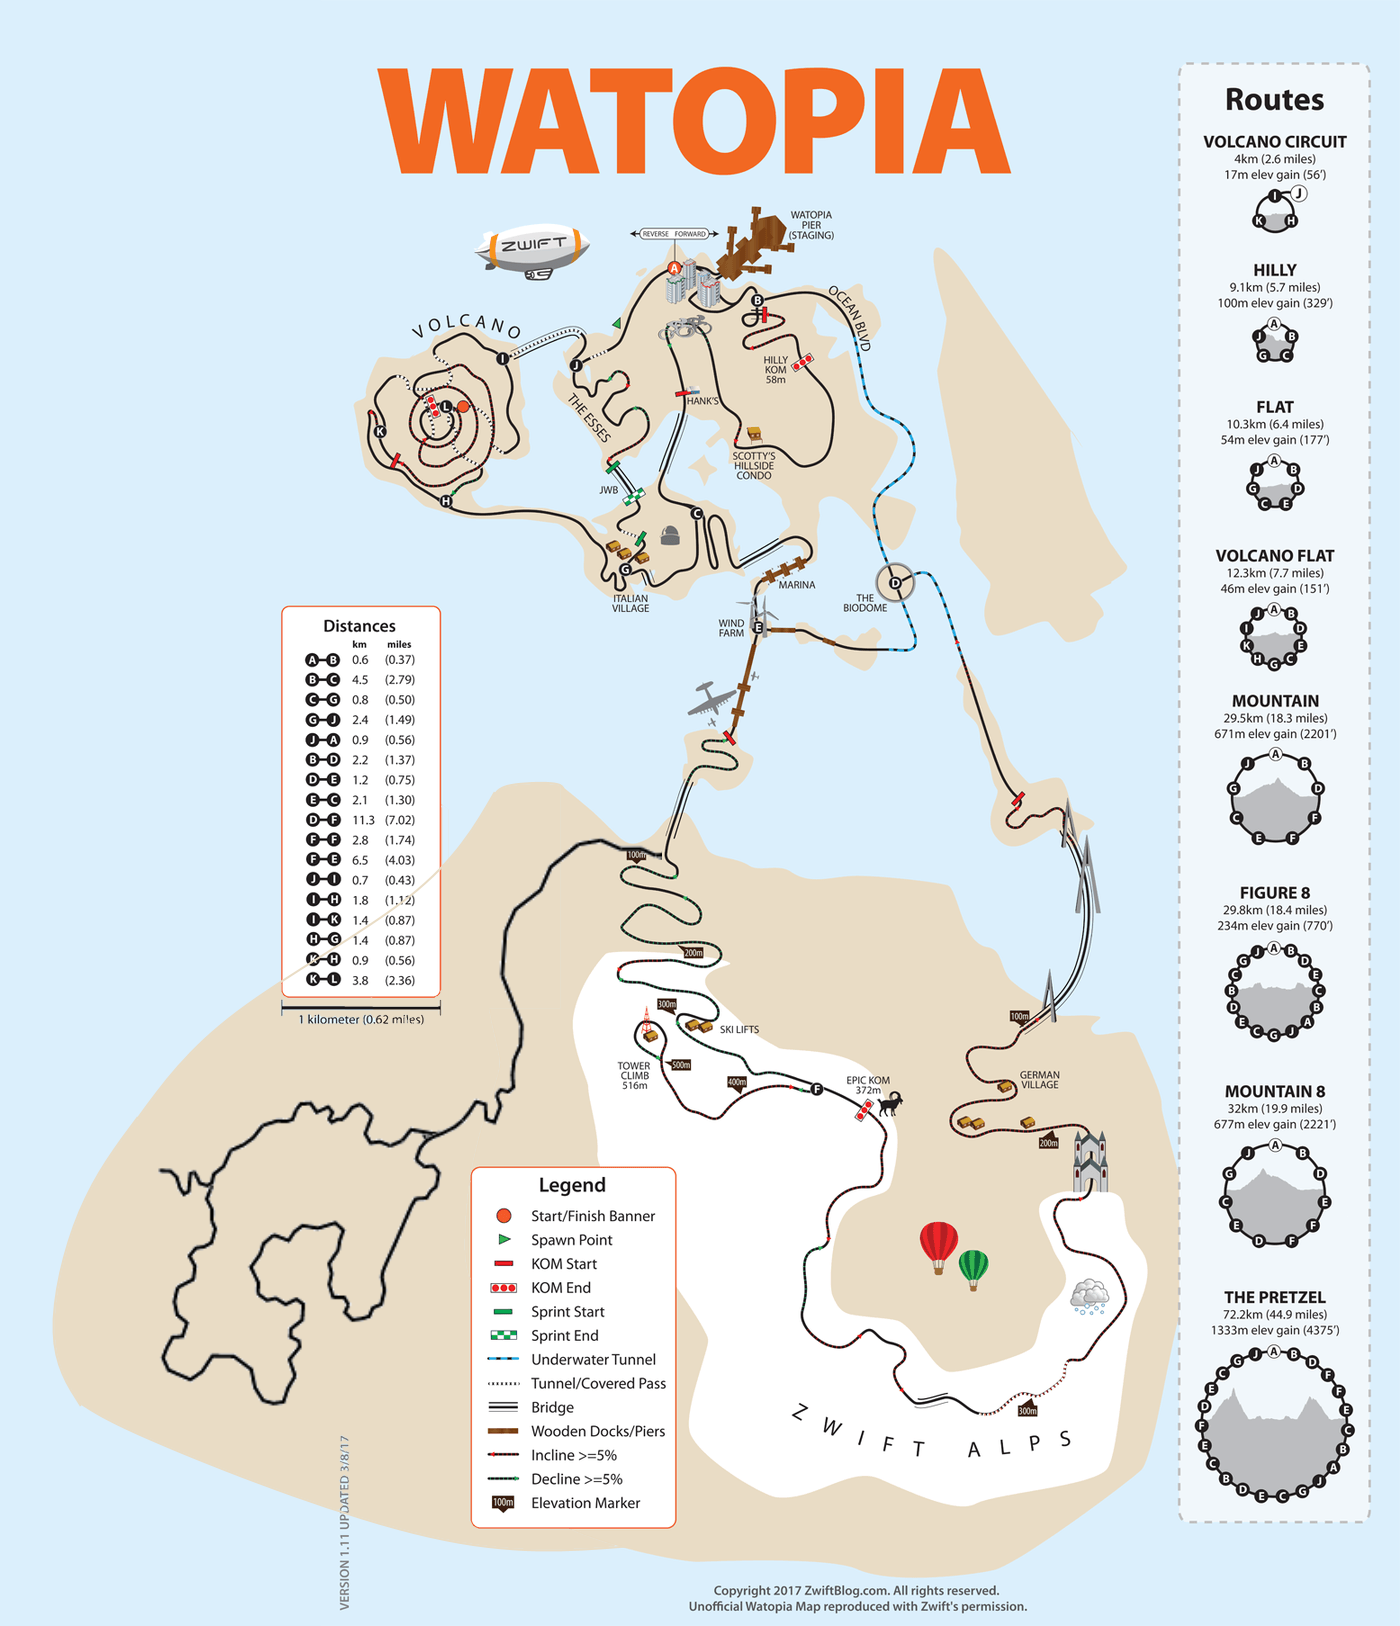 WATOPIA
WATOPIA
PIER
(STAGING)
REVERSE FORWARD
ZWIFT
A
B
OCEAN BLVD
VOLCANO
I
J
HILLY
KOM
58m
HANK'S
THE ESSES
L
K
SCOTTY'S
HILLSIDE
CONDO
JWB
H
C
G
ITALIAN
VILLAGE
MARINA
D
THE
BIODOME
WIND
FARM
E
100m
200m
300m
SKI LIFTS
TOWER
CLIMB
516m
500m
400m
F
EPIC KOM
372m
100m
GERMAN
VILLAGE
200m
300m
ZWIFT ALPS
Distances
km miles
A B 0.6 (0.37)
B C 4.5 (2.79)
C G 0.8 (0.50)
G J 2.4 (1.49)
J A 0.9 (0.56)
B D 2.2 (1.37)
D E 1.2 (0.75)
E C 2.1 (1.30)
D F 11.3 (7.02)
F F 2.8 (1.74)
F E 6.5 (4.03)
J I 0.7 (0.43)
I H 1.8 (1.12)
I K 1.4 (0.87)
H G 1.4 (0.87)
K H 0.9 (0.56)
K L 3.8 (2.36)
1 kilometer (0.62 miles)
Legend
Start/Finish Banner
Spawn Point
KOM Start
KOM End
Sprint Start
Sprint End
Underwater Tunnel
Tunnel/Covered Pass
Bridge
Wooden Docks/Piers
Incline >=5%
Decline >=5%
100m Elevation Marker
VERSION 1.11 UPDATED 3/8/17
Copyright 2017 ZwiftBlog.com. All rights reserved.
Unofficial Watopia Map reproduced with Zwift's permission.
Routes
VOLCANO CIRCUIT
4km (2.6 miles)
17m elev gain (56')
I J
K H
HILLY
9.1km (5.7 miles)
100m elev gain (329')
A
J B
G C
FLAT
10.3km (6.4 miles)
54m elev gain (177')
A
J B
G D
C E
VOLCANO FLAT
12.3km (7.7 miles)
46m elev gain (151')
J A B
I D
K E
H G C
MOUNTAIN
29.5km (18.3 miles)
671m elev gain (2201')
A
J B
G D
C F
E F
FIGURE 8
29.8km (18.4 miles)
234m elev gain (770')
J A B
G D
C E
B C
D B
E A
C G J
MOUNTAIN 8
32km (19.9 miles)
677m elev gain (2221')
A
J B
G D
C E
E F
D F
THE PRETZEL
72.2km (44.9 miles)
1333m elev gain (4375')
J A B
G D
C F
E F
D E
F C
E B
C A
B J
D E C G